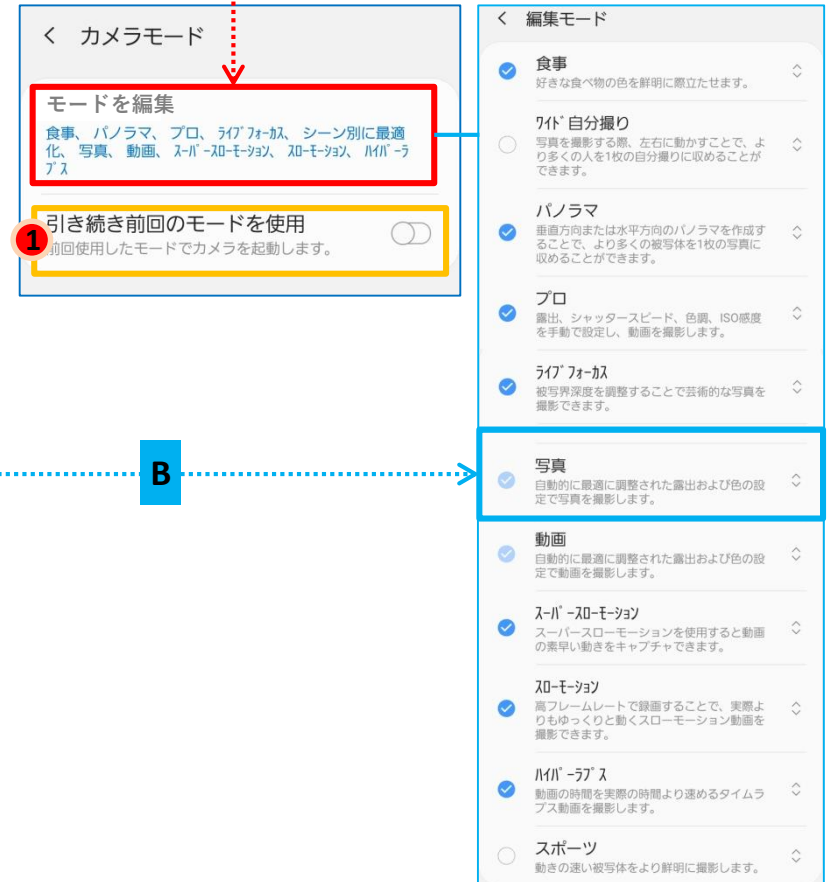 < カメラモード
モードを編集
食事、 パノラマ、 プロ、 ﾗｲﾌﾞﾌｫｰｶｽ、 シーン別に最適
化、 写真、 動画、 ｽｰﾊﾟｰｽﾛｰﾓｰｼｮﾝ、 ｽﾛｰﾓｰｼｮﾝ、 ﾊｲﾊﾟｰﾗ
ﾌﾟｽ
1
引き続き前回のモードを使用
前回使用したモードでカメラを起動します。
B
< 編集モード
食事
好きな食べ物の色を鮮明に際立たせます。
ﾜｲﾄﾞ自分撮り
写真を撮影する際、左右に動かすことで、よ
り多くの人を1枚の自分撮りに収めることが
できます。
パノラマ
垂直方向または水平方向のパノラマを作成す
ることで、より多くの被写体を1枚の写真に
収めることができます。
プロ
露出、シャッタースピード、色調、ISO感度
を手動で設定し、動画を撮影します。
ﾗｲﾌﾞﾌｫｰｶｽ
被写界深度を調整することで芸術的な写真を
撮影できます。
写真
自動的に最適に調整された露出および色の設
定で写真を撮影します。
動画
自動的に最適に調整された露出および色の設
定で動画を撮影します。
ｽｰﾊﾟｰｽﾛｰﾓｰｼｮﾝ
スーパースローモーションを使用すると動画
の素早い動きをキャプチャできます。
ｽﾛｰﾓｰｼｮﾝ
高フレームレートで録画することで、実際よ
りもゆっくりと動くスローモーション動画を
撮影できます。
ﾊｲﾊﾟｰﾗﾌﾟｽ
動画の時間を実際の時間より速めるタイムラ
プス動画を撮影します。
スポーツ
動きの速い被写体をより鮮明に撮影します。